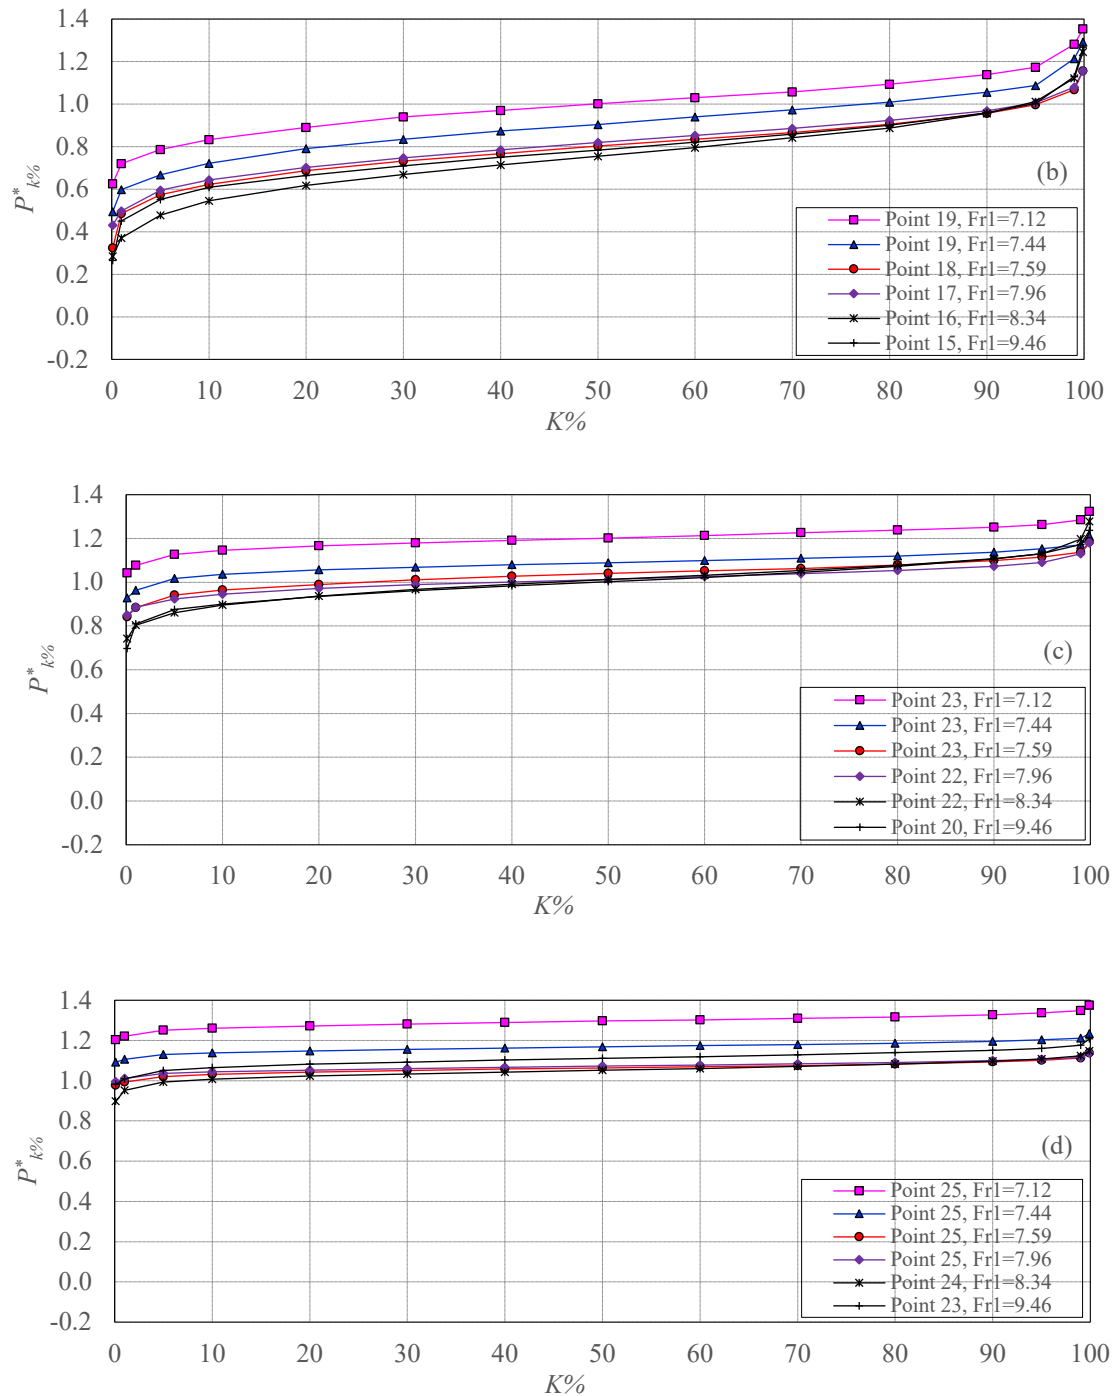 1.4
1.2
1.0
0.8
0.6
0.4
0.2
0.0
-0.2
P*k%
(b)
Point 19, Fr1=7.12
Point 19, Fr1=7.44
Point 18, Fr1=7.59
Point 17, Fr1=7.96
Point 16, Fr1=8.34
Point 15, Fr1=9.46
0 10 20 30 40 50 60 70 80 90 100
K%
1.4
1.2
1.0
0.8
0.6
0.4
0.2
0.0
-0.2
P*k%
(c)
Point 23, Fr1=7.12
Point 23, Fr1=7.44
Point 23, Fr1=7.59
Point 22, Fr1=7.96
Point 22, Fr1=8.34
Point 20, Fr1=9.46
0 10 20 30 40 50 60 70 80 90 100
K%
1.4
1.2
1.0
0.8
0.6
0.4
0.2
0.0
-0.2
P*k%
(d)
Point 25, Fr1=7.12
Point 25, Fr1=7.44
Point 25, Fr1=7.59
Point 25, Fr1=7.96
Point 24, Fr1=8.34
Point 23, Fr1=9.46
0 10 20 30 40 50 60 70 80 90 100
K%